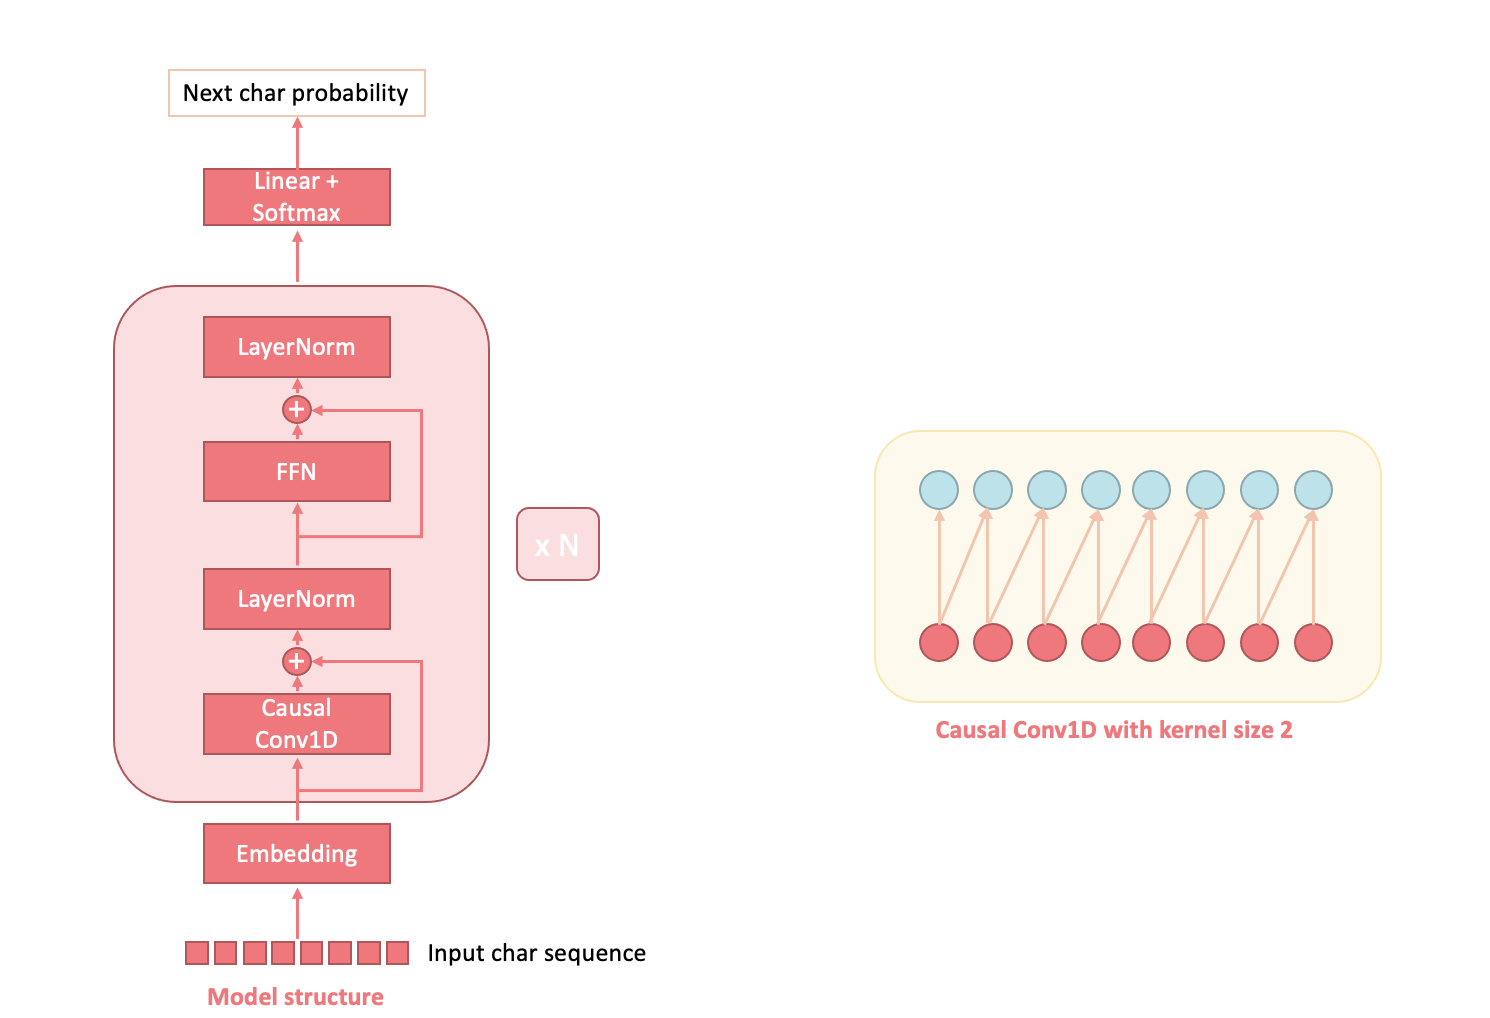 Next char probability
Linear +
Softmax
LayerNorm
+
FFN
x N
LayerNorm
+
Causal
Conv1D
Embedding
Input char sequence
Model structure
Causal Conv1D with kernel size 2